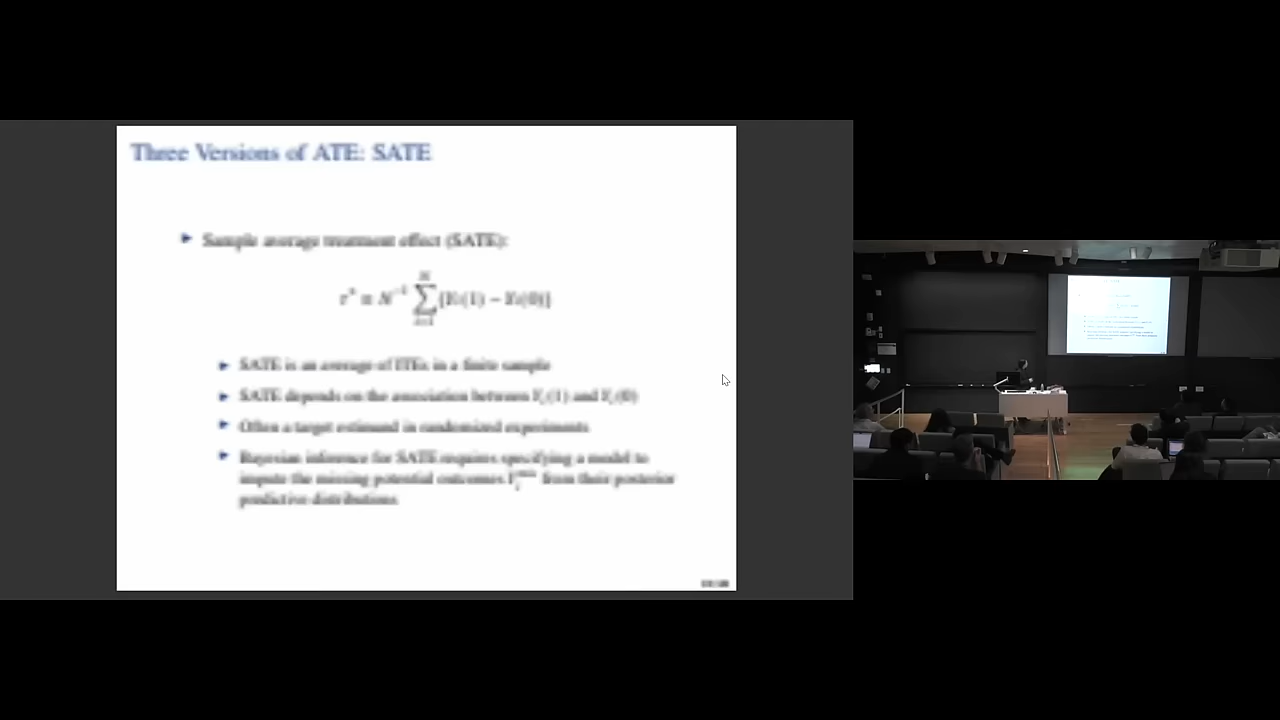 Three Versions of ATE: SATE
Sample average treatment effect (SATE):
SATE is an average of ITEs in a finite sample
SATE depends on the association between Y_i(1) and Y_i(0)
Often a target estimand in randomized experiments
Bayesian inference for SATE requires specifying a model to
impute the missing potential outcomes from their posterior
predictive distributions